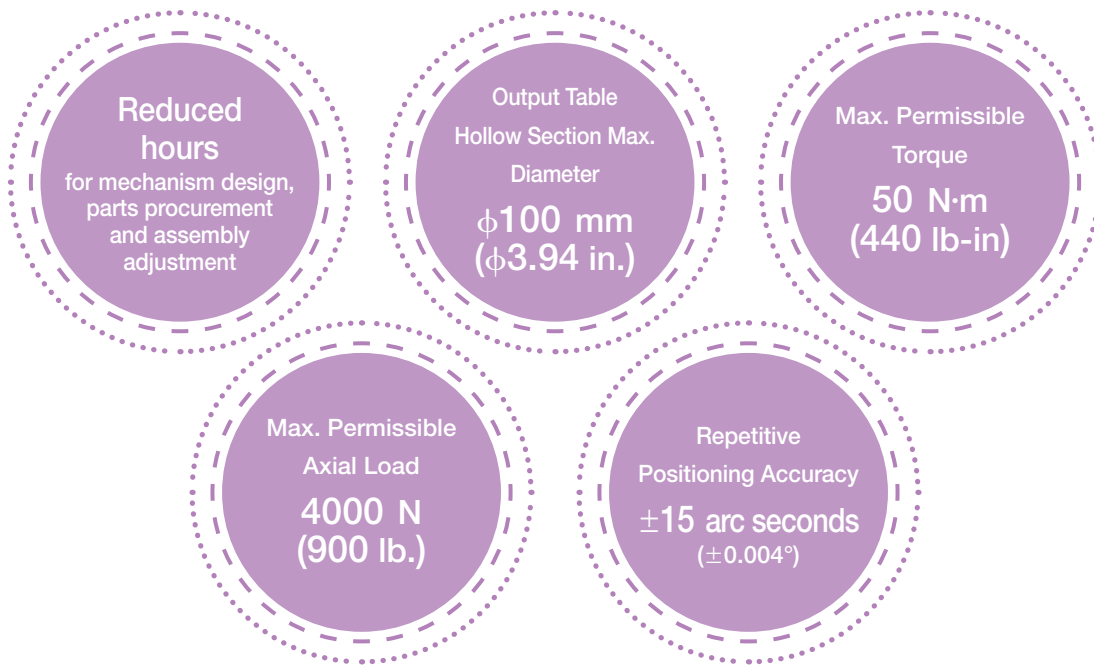 Reduced
hours
for mechanism design,
parts procurement
and assembly
adjustment
Output Table
Hollow Section Max.
Diameter
ϕ100 mm
(ϕ3.94 in.)
Max. Permissible
Torque
50 N·m
(440 lb-in)
Max. Permissible
Axial Load
4000 N
(900 lb.)
Repetitive
Positioning Accuracy
±15 arc seconds
(±0.004°)